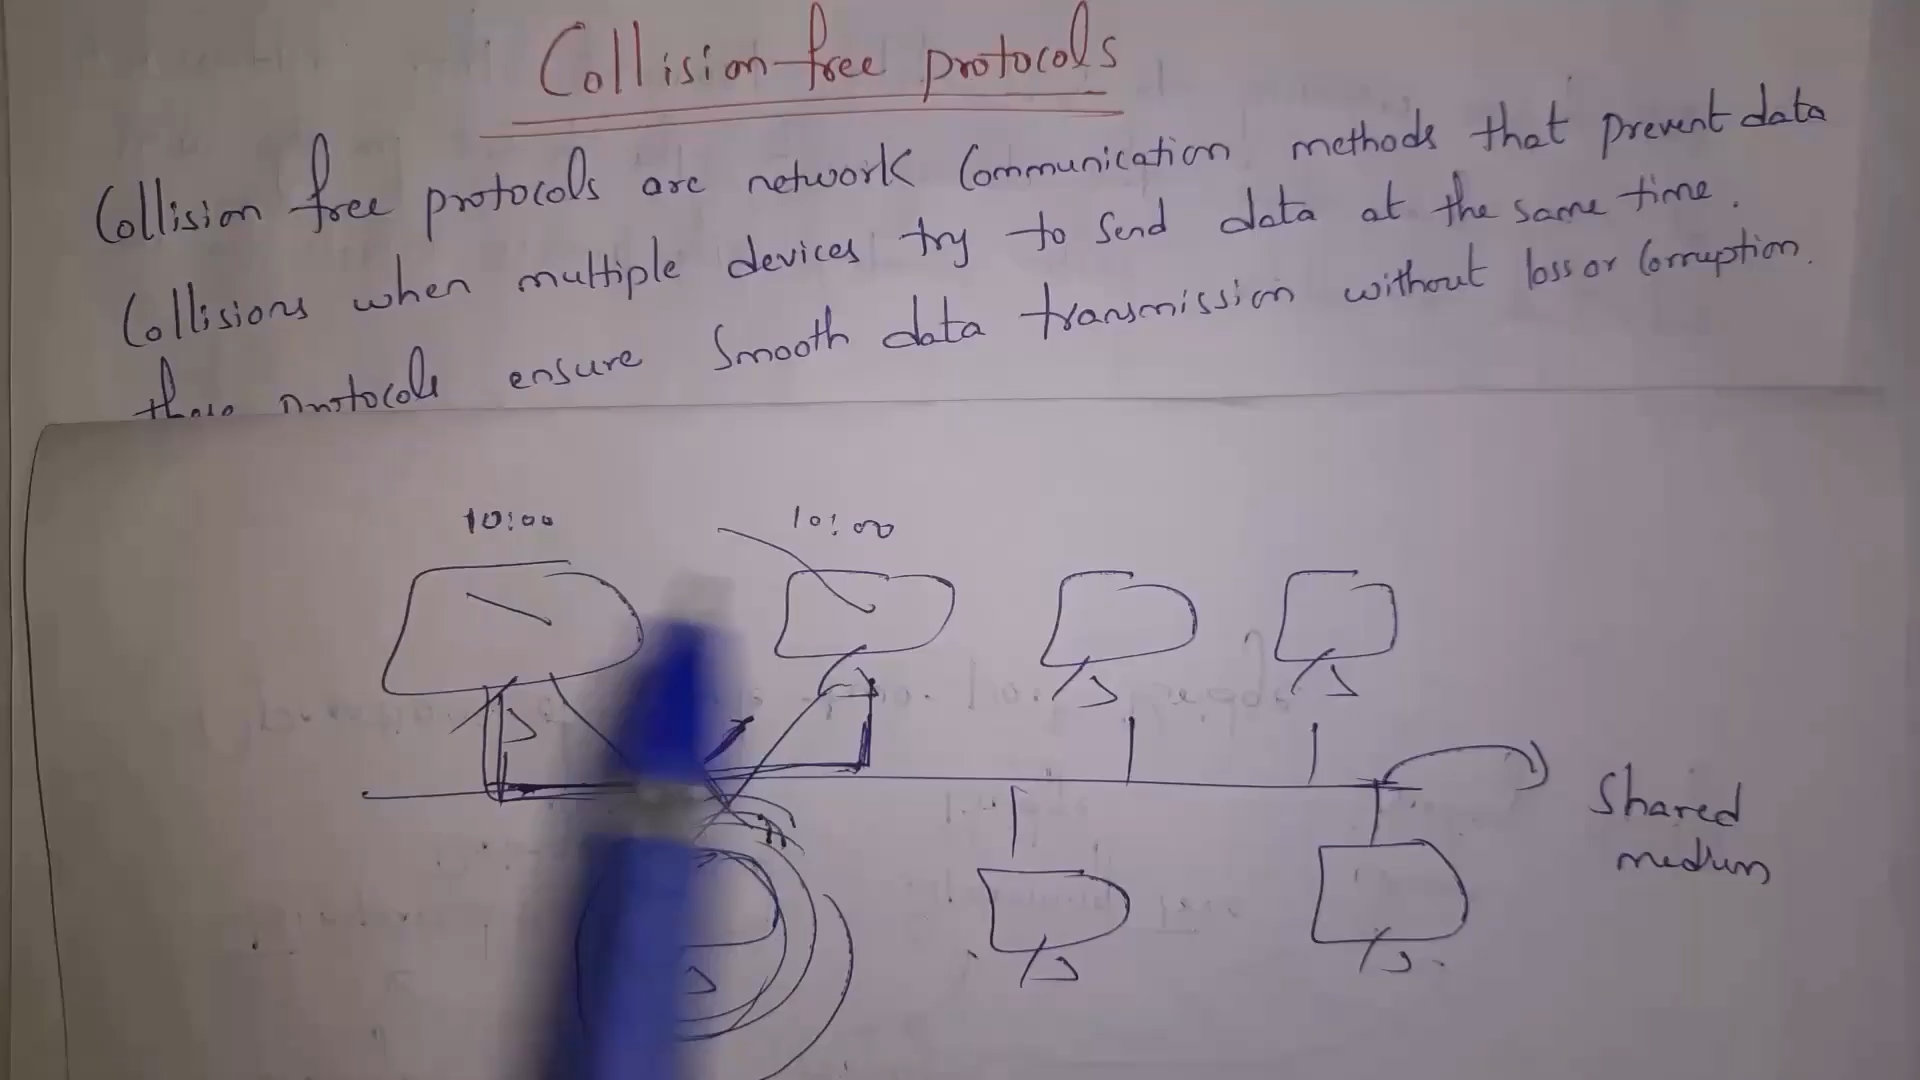 Collision-free protocols
Collision free protocols are network Communication methods that prevent data
Collisions when multiple devices try to Send data at the same time.
protocols ensure Smooth data transmission without loss or Corruption.
10:00 10:00
Shared
medium